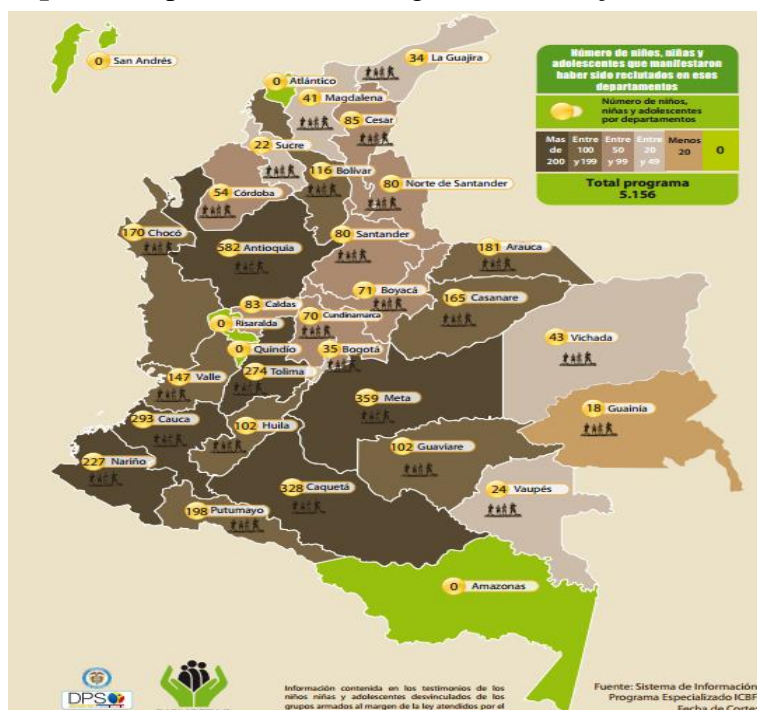 0 San Andrés
34 La Guajira
0 Atlántico
41 Magdalena
85 Cesar
22 Sucre
116 Bolívar
80 Norte de Santander
54 Córdoba
170 Chocó
582 Antioquia
80 Santander
181 Arauca
71 Boyacá
165 Casanare
83 Caldas
0
0 Risaralda
70 Cundinamarca
0 Quindío
35 Bogotá
43 Vichada
147 Valle
274 Tolima
359 Meta
18 Guainía
293 Cauca
102 Huila
102 Guaviare
227 Nariño
328 Caquetá
24 Vaupés
198 Putumayo
0 Amazonas
Número de niños, niñas y
adolescentes que manifestaron
haber sido reclutados en esos
departamentos
Número de niños,
niñas y adolescentes
por departamentos
Mas de 200
Entre 100 y199
Entre 50 y 99
Entre 20 y 49
Menos 20
0
Total programa
5.156
DPS
Información contenida en los testimonios de los
niños niñas y adolescentes desvinculados de los
grupos armados al margen de la ley atendidos por el
Fuente: Sistema de Información
Programa Especializado ICBF
Fecha de Corte: